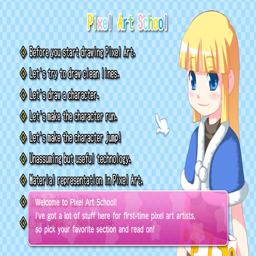 Pixel Art School
Before you start drawing Pixel Art.
Let's try to draw clean lines.
Let's draw a character.
Let's make the character run.
Let's make the character jump!
Unassuming but useful technology.
Material representation in Pixel Art.
Welcome to Pixel Art School!
I've got a lot of stuff here for first-time pixel art artists,
so pick your favorite section and read on!